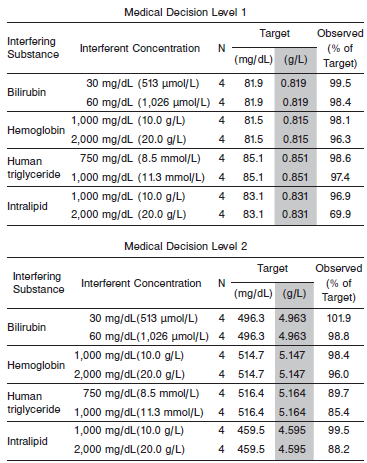 Medical Decision Level 1
Interfering Substance Interferent Concentration N Target Observed (% of Target)
(mg/dL) (g/L)
Bilirubin 30 mg/dL (513 µmol/L) 4 81.9 0.819 99.5
60 mg/dL (1,026 µmol/L) 4 81.9 0.819 98.4
Hemoglobin 1,000 mg/dL (10.0 g/L) 4 81.5 0.815 98.1
2,000 mg/dL (20.0 g/L) 4 81.5 0.815 96.3
Human triglyceride 750 mg/dL (8.5 mmol/L) 4 85.1 0.851 98.6
1,000 mg/dL (11.3 mmol/L) 4 85.1 0.851 97.4
Intralipid 1,000 mg/dL (10.0 g/L) 4 83.1 0.831 96.9
2,000 mg/dL (20.0 g/L) 4 83.1 0.831 69.9
Medical Decision Level 2
Interfering Substance Interferent Concentration N Target Observed (% of Target)
(mg/dL) (g/L)
Bilirubin 30 mg/dL(513 µmol/L) 4 496.3 4.963 101.9
60 mg/dL(1,026 µmol/L) 4 496.3 4.963 98.8
Hemoglobin 1,000 mg/dL(10.0 g/L) 4 514.7 5.147 98.4
2,000 mg/dL(20.0 g/L) 4 514.7 5.147 96.0
Human triglyceride 750 mg/dL(8.5 mmol/L) 4 516.4 5.164 89.7
1,000 mg/dL(11.3 mmol/L) 4 516.4 5.164 85.4
Intralipid 1,000 mg/dL(10.0 g/L) 4 459.5 4.595 99.5
2,000 mg/dL(20.0 g/L) 4 459.5 4.595 88.2